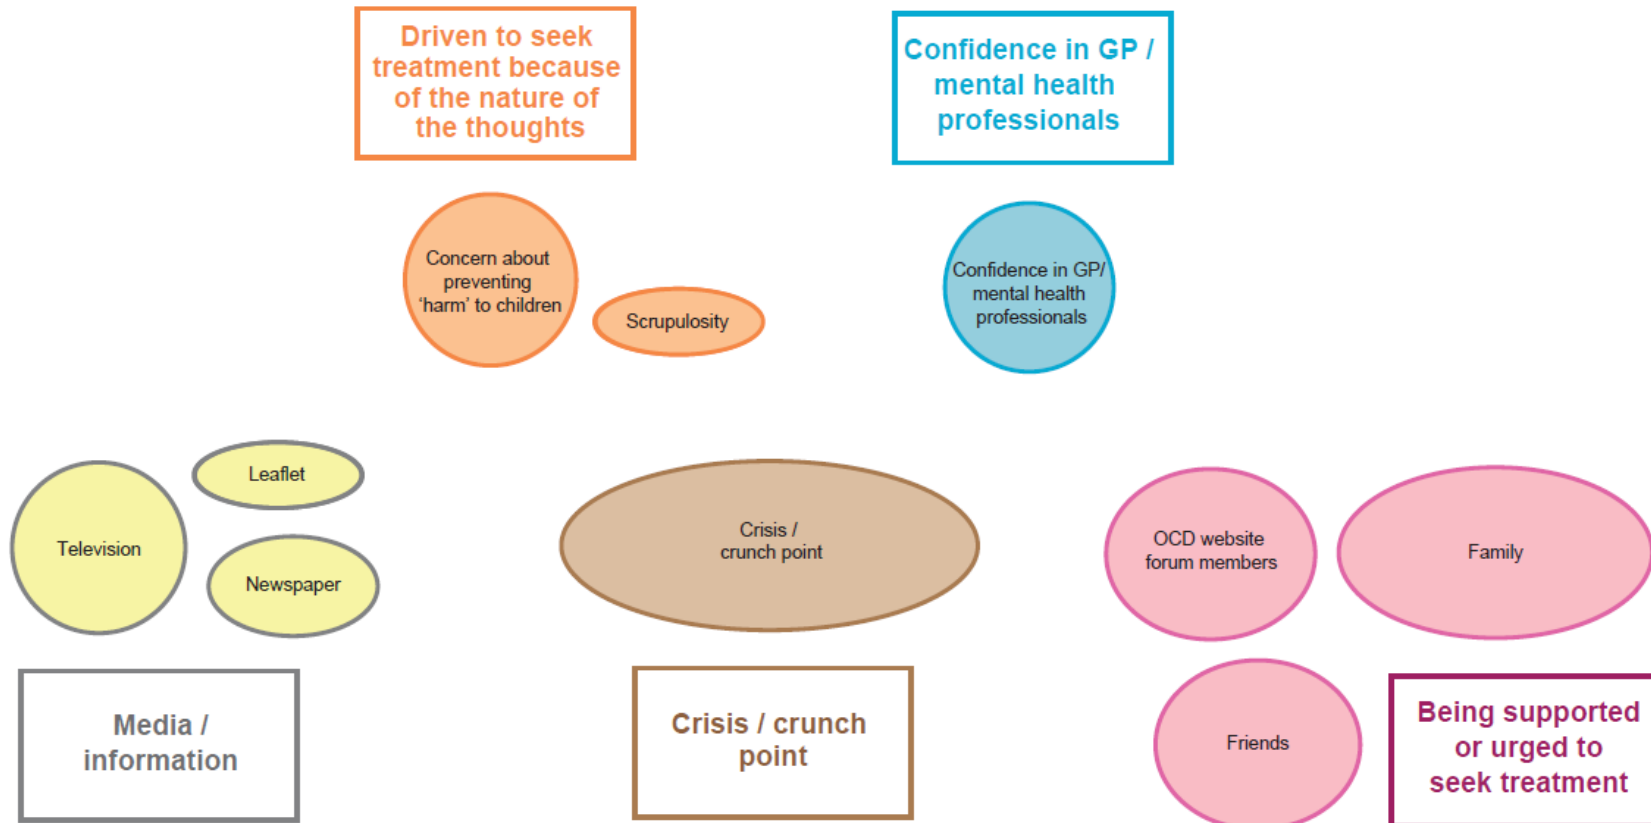 Driven to seek
treatment because
of the nature of
the thoughts
Confidence in GP /
mental health
professionals
Concern about
preventing
‘harm’ to children
Scrupulosity
Confidence in GP/
mental health
professionals
Television
Leaflet
Newspaper
Crisis /
crunch point
OCD website
forum members
Family
Friends
Media /
information
Crisis / crunch
point
Being supported
or urged to
seek treatment